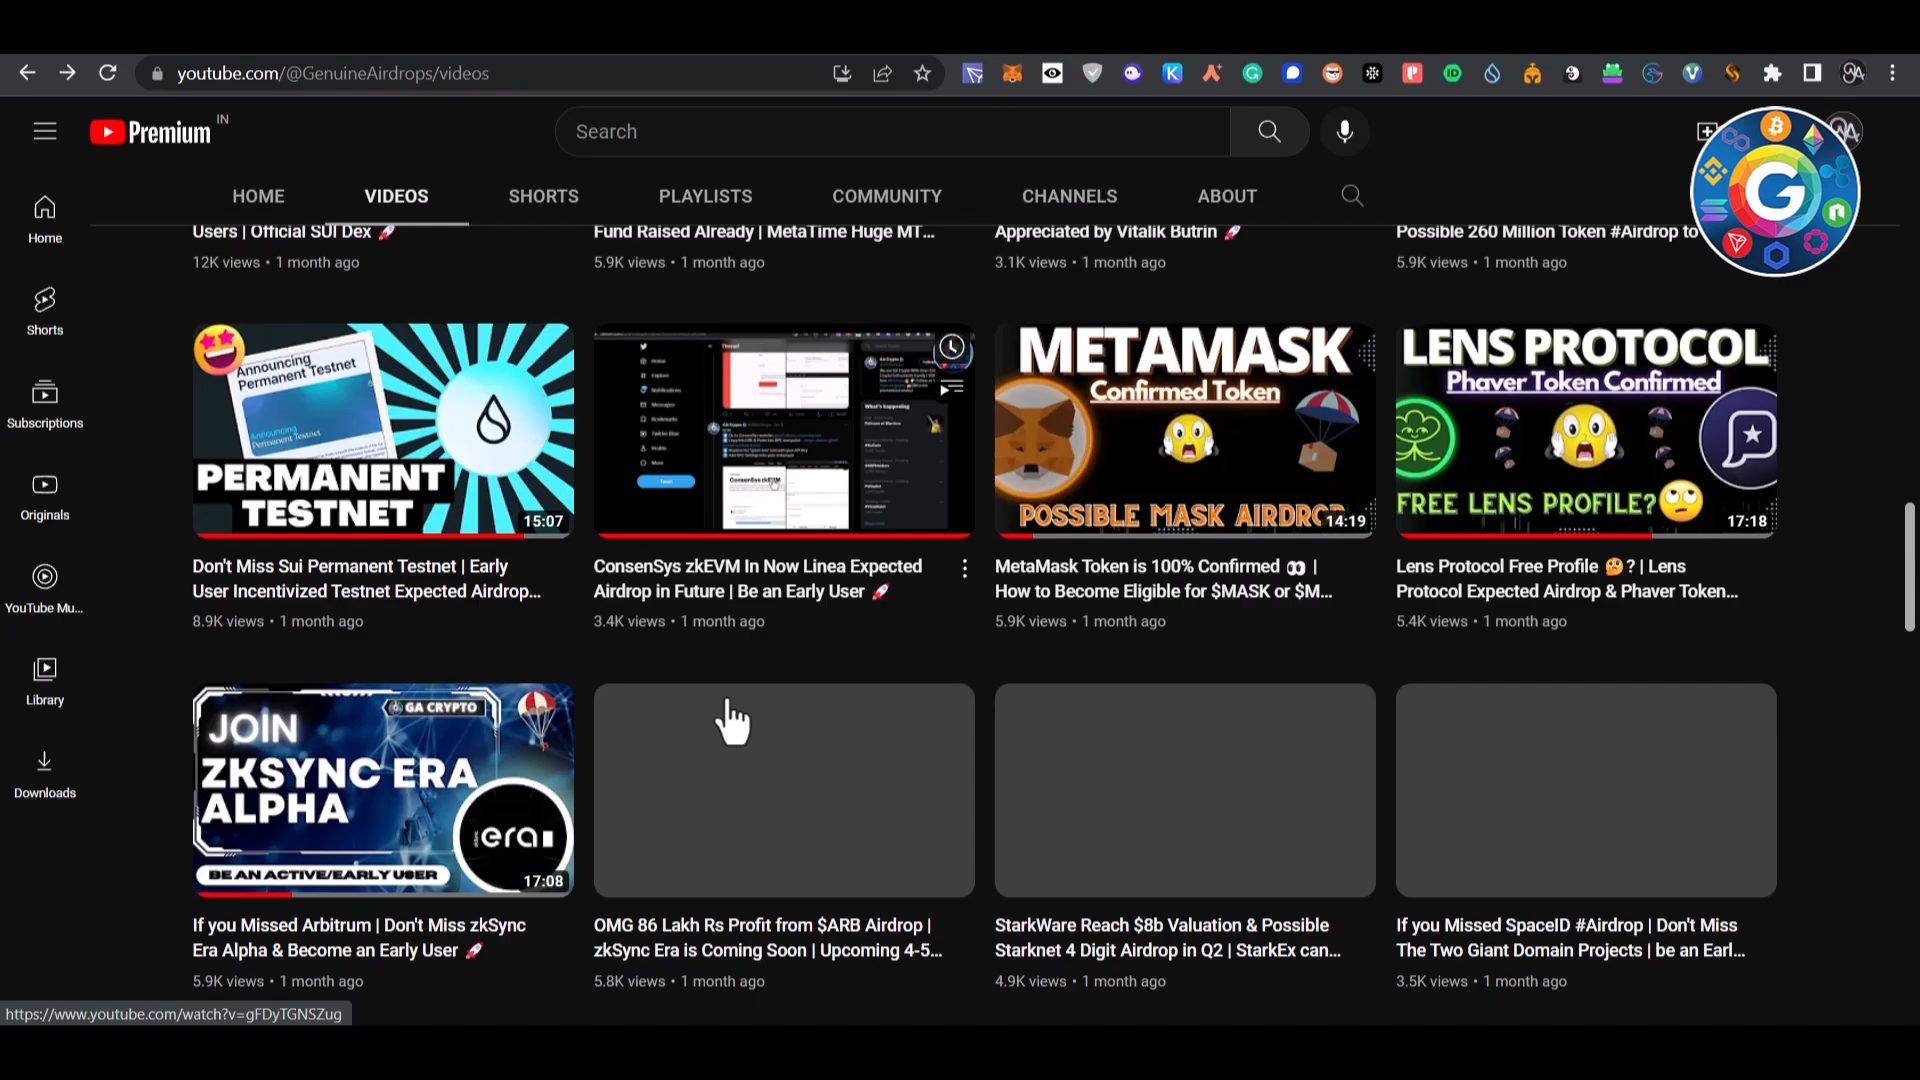 youtube.com/@GenuineAirdrops/videos
Premium IN
Search
HOME VIDEOS SHORTS PLAYLISTS COMMUNITY CHANNELS ABOUT
Home
Shorts
Subscriptions
Originals
YouTube Mu...
Library
Downloads
Users | Official SUI Dex 🚀
12K views • 1 month ago
Fund Raised Already | MetaTime Huge MT...
5.9K views • 1 month ago
Appreciated by Vitalik Butrin 🚀
3.1K views • 1 month ago
Possible 260 Million Token #Airdrop to
5.9K views • 1 month ago
Announcing
Permanent Testnet
Announcing
Permanent Testnet
PERMANENT
TESTNET
15:07
Don't Miss Sui Permanent Testnet | Early
User Incentivized Testnet Expected Airdrop...
8.9K views • 1 month ago
What's happening
ConsenSys zkEVM
ConsenSys zkEVM In Now Linea Expected
Airdrop in Future | Be an Early User 🚀
3.4K views • 1 month ago
METAMASK
Confirmed Token
POSSIBLE MASK AIRDROP
14:19
MetaMask Token is 100% Confirmed 👀 |
How to Become Eligible for $MASK or $M...
5.9K views • 1 month ago
LENS PROTOCOL
Phaver Token Confirmed
FREE LENS PROFILE?
17:18
Lens Protocol Free Profile 🤔? | Lens
Protocol Expected Airdrop & Phaver Token...
5.4K views • 1 month ago
GA CRYPTO
JOIN
ZKSYNC ERA
ALPHA
era
BE AN ACTIVE/EARLY USER
17:08
If you Missed Arbitrum | Don't Miss zkSync
Era Alpha & Become an Early User 🚀
5.9K views • 1 month ago
OMG 86 Lakh Rs Profit from $ARB Airdrop |
zkSync Era is Coming Soon | Upcoming 4-5...
5.8K views • 1 month ago
StarkWare Reach $8b Valuation & Possible
Starknet 4 Digit Airdrop in Q2 | StarkEx can...
4.9K views • 1 month ago
If you Missed SpaceID #Airdrop | Don't Miss
The Two Giant Domain Projects | be an Earl...
3.5K views • 1 month ago
https://www.youtube.com/watch?v=gFDyTGNSZug